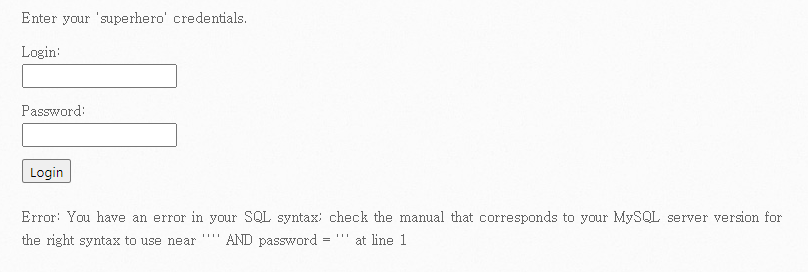 Enter your 'superhero' credentials.
Login:
Password:
Login
Error: You have an error in your SQL syntax; check the manual that corresponds to your MySQL server version for
the right syntax to use near '''' AND password = ''' at line 1